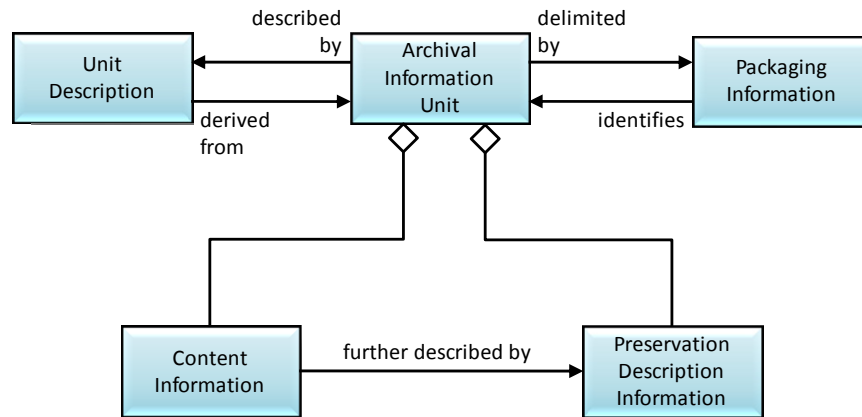 described
by
Archival
Information
Unit
delimited
by
Unit
Description
Packaging
Information
derived
from
identifies
Content
Information
further described by
Preservation
Description
Information